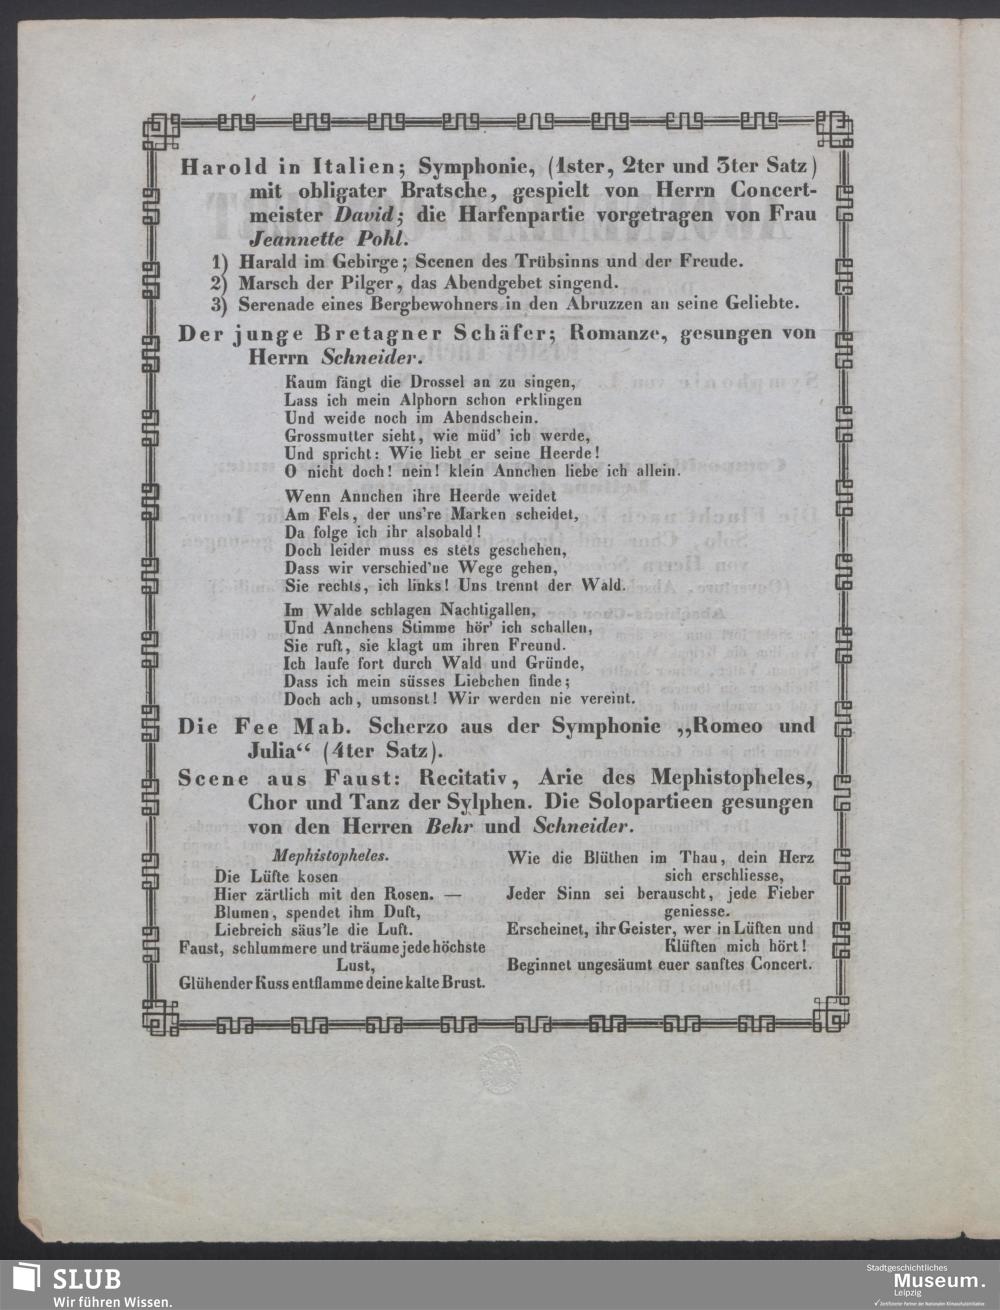 Harold in Italien; Symphonie, (1ster, 2ter und 3ter Satz)
mit obligater Bratsche, gespielt von Herrn Concert-
meister David; die Harfenpartie vorgetragen von Frau
Jeannette Pohl.
1) Harald im Gebirge; Scenen des Trübsinns und der Freude.
2) Marsch der Pilger, das Abendgebet singend.
3) Serenade eines Bergbewohners in den Abruzzen an seine Geliebte.
Der junge Bretagner Schäfer; Romanze, gesungen von
Herrn Schneider.
Kaum fängt die Drossel an zu singen,
Lass ich mein Alphorn schon erklingen
Und weide noch im Abendschein.
Grossmutter sieht, wie müd' ich werde,
Und spricht: Wie liebt er seine Heerde!
O nicht doch! nein! klein Annchen liebe ich allein.
Wenn Annchen ihre Heerde weidet
Am Fels, der uns're Marken scheidet,
Da folge ich ihr alsobald!
Doch leider muss es stets geschehen,
Dass wir verschied'ne Wege gehen,
Sie rechts, ich links! Uns trennt der Wald.
Im Walde schlagen Nachtigallen,
Und Annchens Stimme hör' ich schallen,
Sie ruft, sie klagt um ihren Freund.
Ich laufe fort durch Wald und Gründe,
Dass ich mein süsses Liebchen finde;
Doch ach, umsonst! Wir werden nie vereint.
Die Fee Mab. Scherzo aus der Symphonie „Romeo und
Julia“ (4ter Satz).
Scene aus Faust: Recitativ, Arie des Mephistopheles,
Chor und Tanz der Sylphen. Die Solopartieen gesungen
von den Herren Behr und Schneider.
Mephistopheles.
Die Lüfte kosen
Hier zärtlich mit den Rosen. —
Blumen, spendet ihm Duft,
Liebreich säus'le die Luft.
Faust, schlummere und träume jede höchste
Lust,
Glühender Kuss entflamme deine kalte Brust.
Wie die Blüthen im Thau, dein Herz
sich erschliesse,
Jeder Sinn sei berauscht, jede Fieber
geniesse.
Erscheinet, ihr Geister, wer in Lüften und
Klüften mich hört!
Beginnet ungesäumt euer sanftes Concert.
SLUB
Wir führen Wissen.
Stadtgeschichtliches
Museum.
Leipzig
Zertifizierter Partner der Nationalen Klimaschutzinitiative